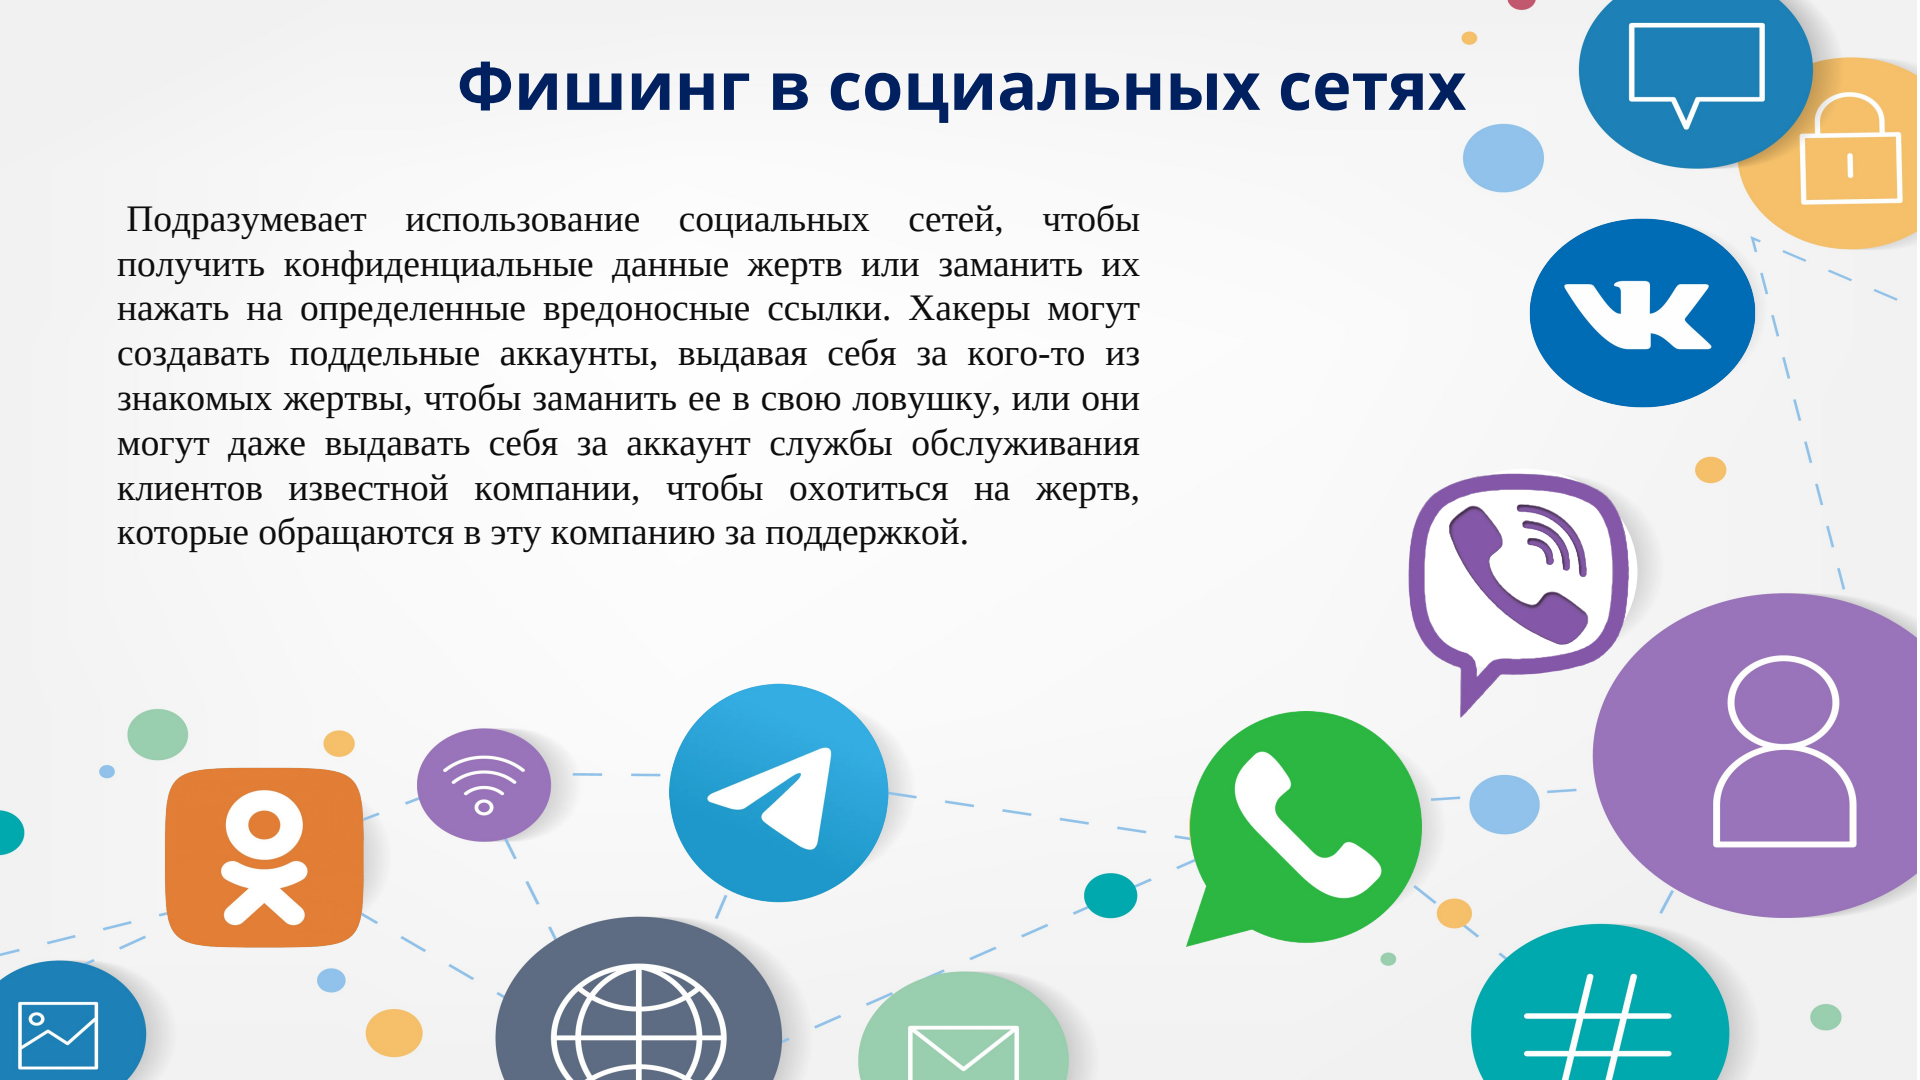 Фишинг в социальных сетях
Подразумевает использование социальных сетей, чтобы
получить конфиденциальные данные жертв или заманить их
нажать на определенные вредоносные ссылки. Хакеры могут
создавать поддельные аккаунты, выдавая себя за кого-то из
знакомых жертвы, чтобы заманить ее в свою ловушку, или они
могут даже выдавать себя за аккаунт службы обслуживания
клиентов известной компании, чтобы охотиться на жертв,
которые обращаются в эту компанию за поддержкой.